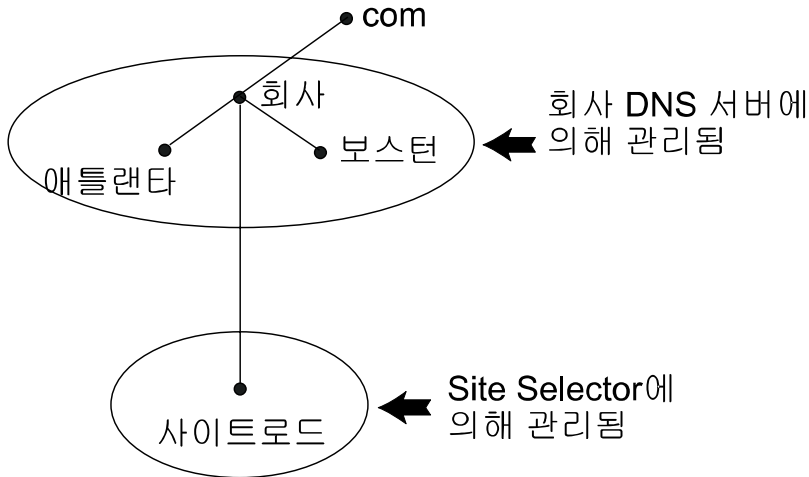 com
회사
애틀랜타
보스턴
회사 DNS 서버에
의해 관리됨
사이트로드
Site Selector에
의해 관리됨